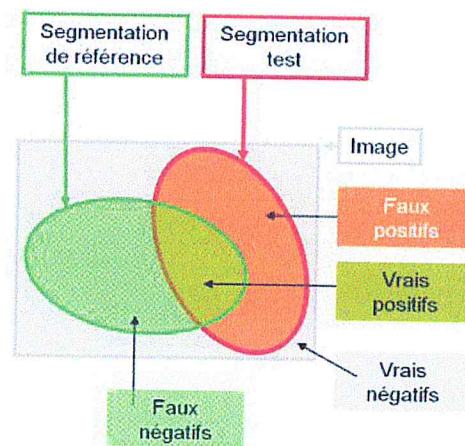 Segmentation
de référence
Segmentation
test
Image
Faux
positifs
Vrais
positifs
Vrais
négatifs
Faux
négatifs